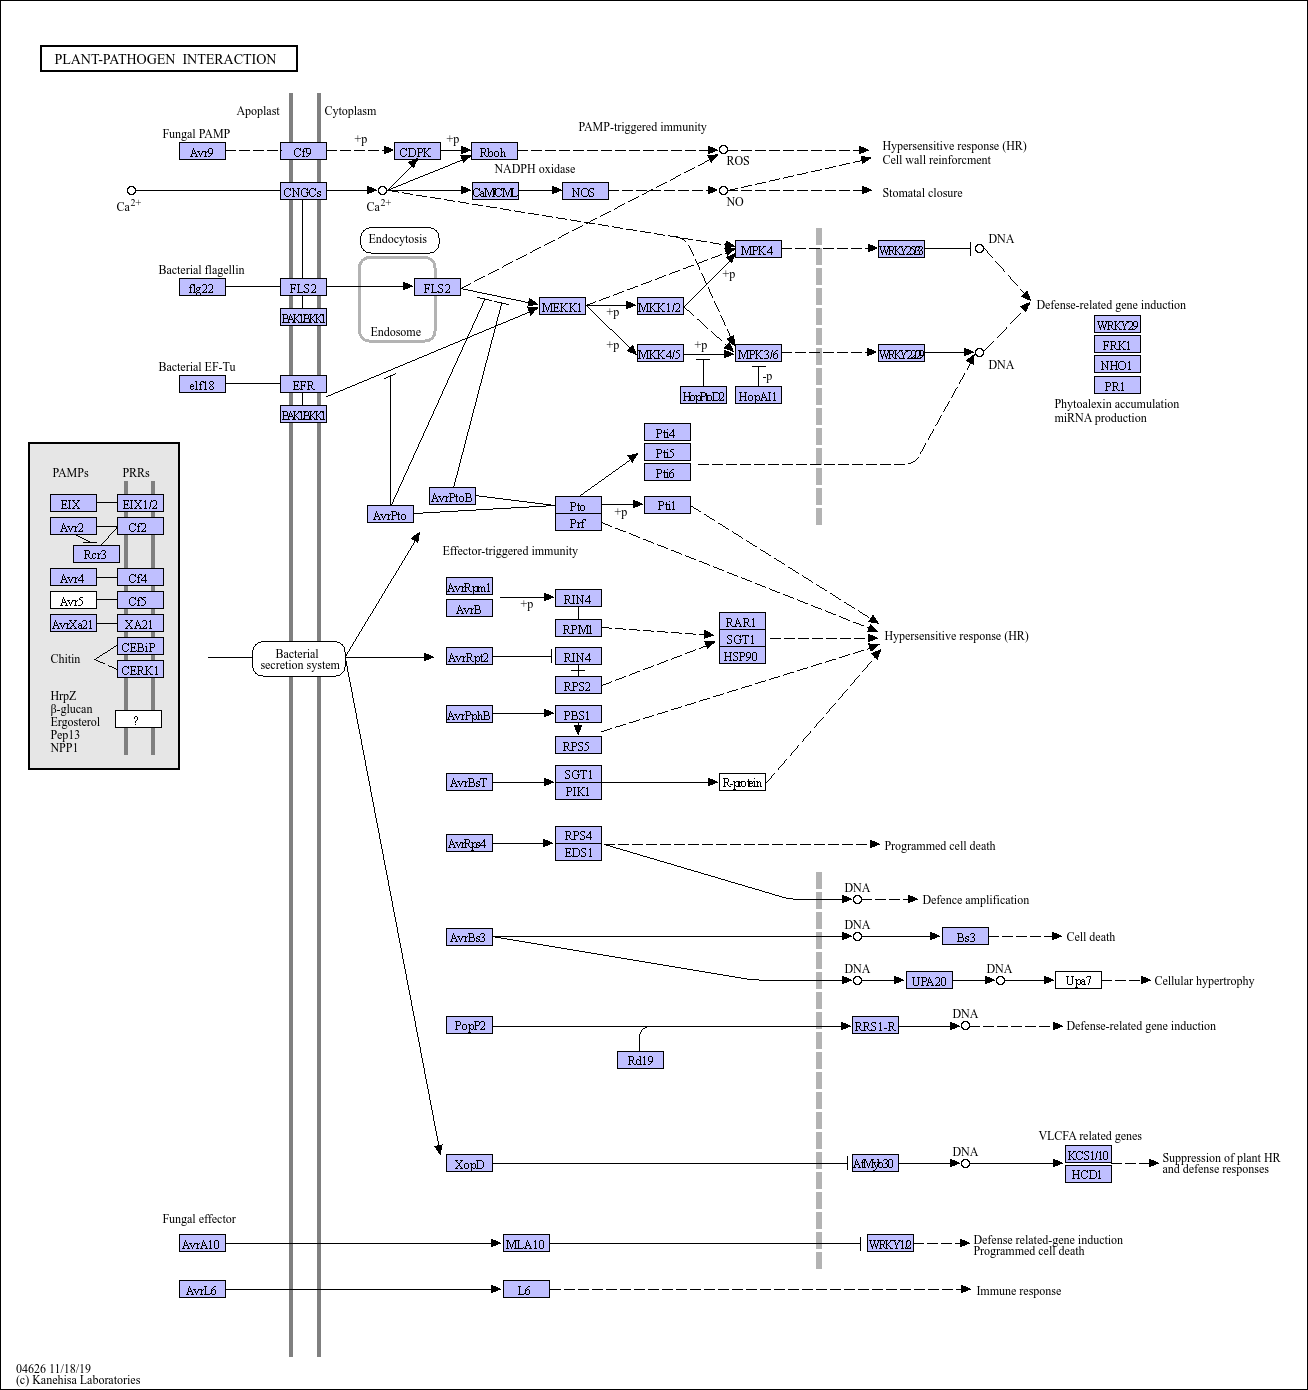 PLANT-PATHOGEN INTERACTION
Apoplast
Cytoplasm
Fungal PAMP
PAMP-triggered immunity
Avr9
Cf9
+p
CDPK
+p
Rboh
ROS
Hypersensitive response (HR)
Cell wall reinforcment
NADPH oxidase
Ca2+
CNGCs
Ca2+
CaMCML
NOS
NO
Stomatal closure
Endocytosis
MPK4
DNA
Bacterial flagellin
flg22
FLS2
FLS2
BAK1/BKK1
Endosome
MEKK1
+p
MKK1/2
+p
Defense-related gene induction
WRKY29
FRK1
NHO1
PR1
Phytoalexin accumulation
miRNA production
+p
MKK4/5
+p
MPK3/6
DNA
Bacterial EF-Tu
elf18
EFR
BAK1/BKK1
HopPtoD2
-p
HopAI1
Pti4
Pti5
Pti6
AvrPtoB
AvrPto
Pto
Prf
+p
Pti1
PAMPs
PRRs
EIX
EIX1/2
Avr2
Cf2
Rcr3
Avr4
Cf4
Avr5
Cf5
AvrXa21
XA21
Chitin
CEBiP
CERK1
HrpZ
β-glucan
Ergosterol
Pep13
NPP1
?
Effector-triggered immunity
AvrRpm1
AvrB
+p
RIN4
RPM1
RAR1
SGT1
HSP90
Hypersensitive response (HR)
Bacterial
secretion system
AvrRpt2
RIN4
RPS2
AvrPphB
PBS1
RPS5
AvrBsT
SGT1
PIK1
R-protein
AvrRps4
RPS4
EDS1
Programmed cell death
DNA
Defence amplification
AvrBs3
DNA
Bs3
Cell death
DNA
UPA20
DNA
Upa7
Cellular hypertrophy
PopP2
Rd19
RRS1-R
DNA
Defense-related gene induction
XopD
AtMyb30
DNA
VLCFA related genes
KCS1/10
HCD1
Suppression of plant HR
and defense responses
Fungal effector
AvrA10
MLA10
WRKY1/2
Defense related-gene induction
Programmed cell death
AvrL6
L6
Immune response
04626 11/18/19
(c) Kanehisa Laboratories